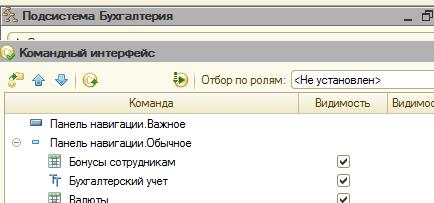 Подсистема Бухгалтерия
Командный интерфейс
Отбор по ролям: <Не установлен>
Команда Видимость Видимос
Панель навигации.Важное
Панель навигации.Обычное
Бонусы сотрудникам
Бухгалтерский учет
Валюты